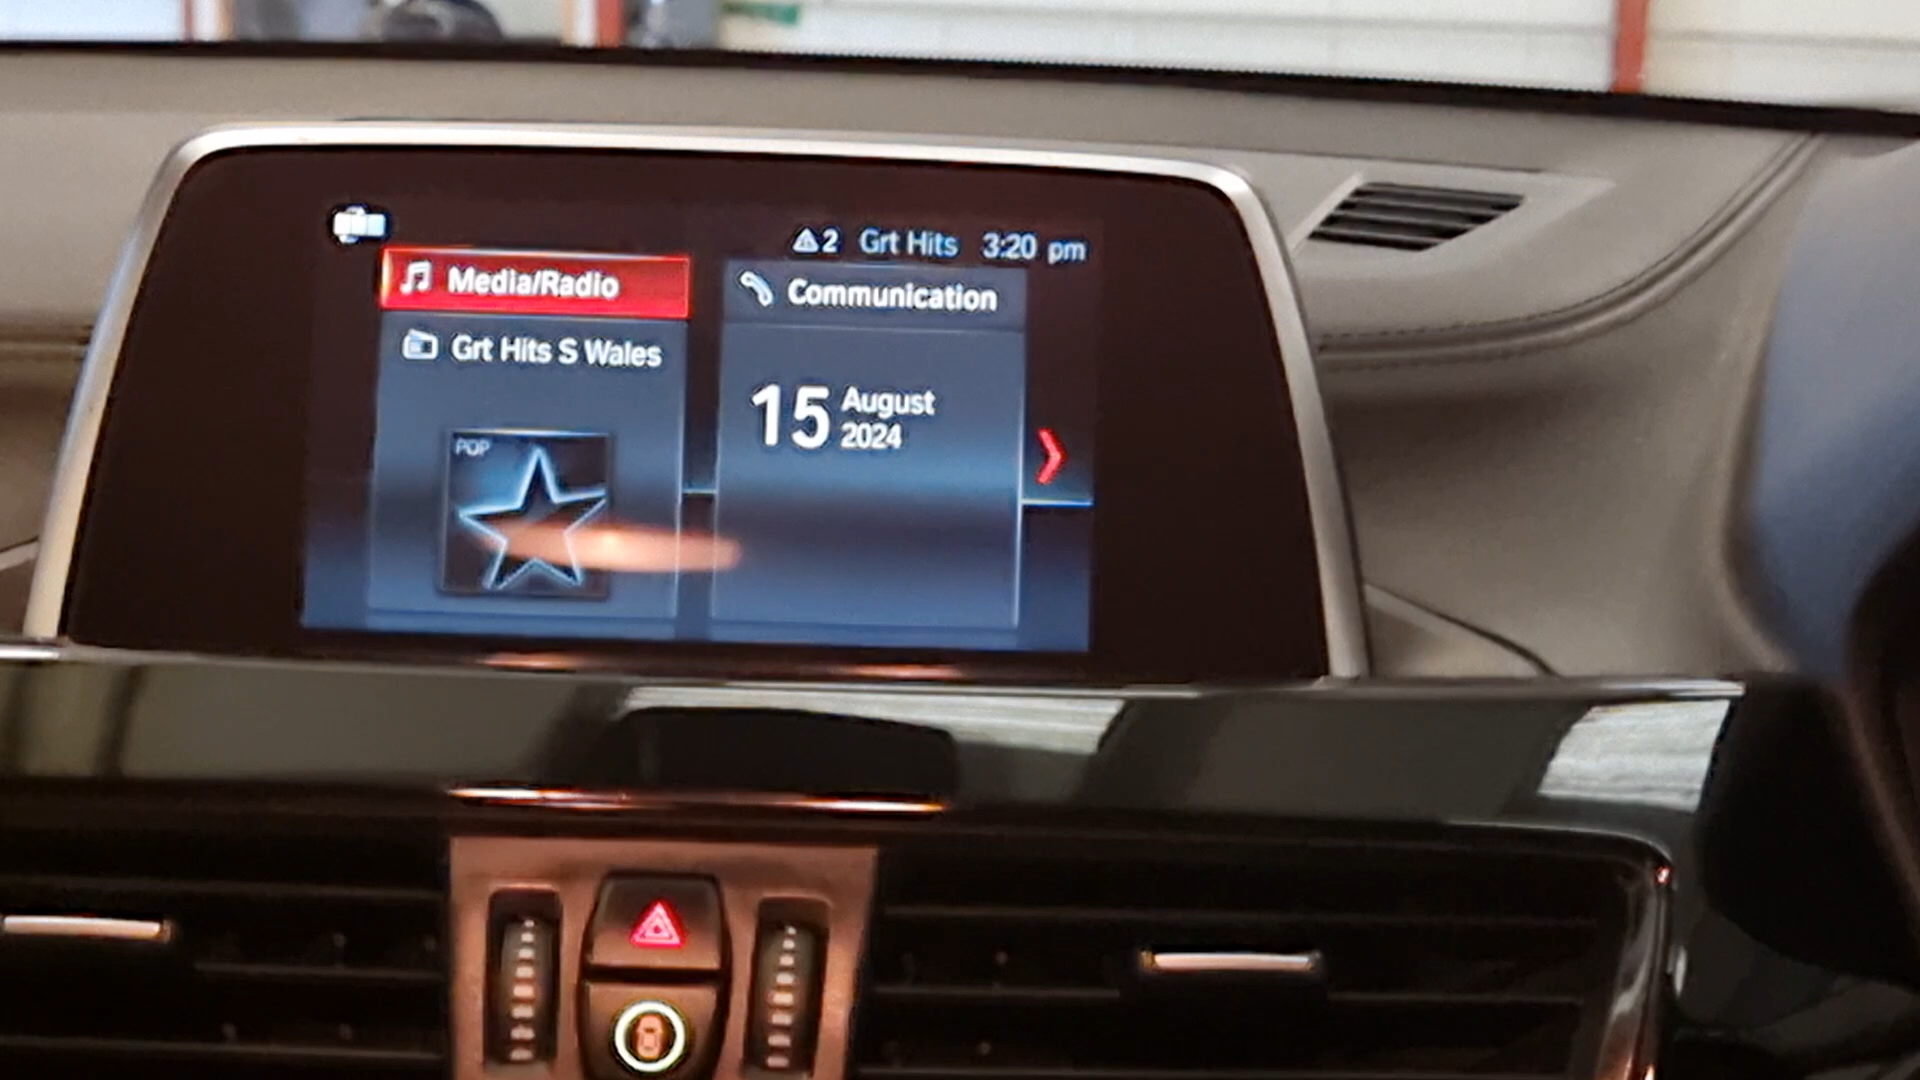 2 Grt Hits 3:20 pm
Media/Radio
Communication
Grt Hits S Wales
15 August
2024
POP